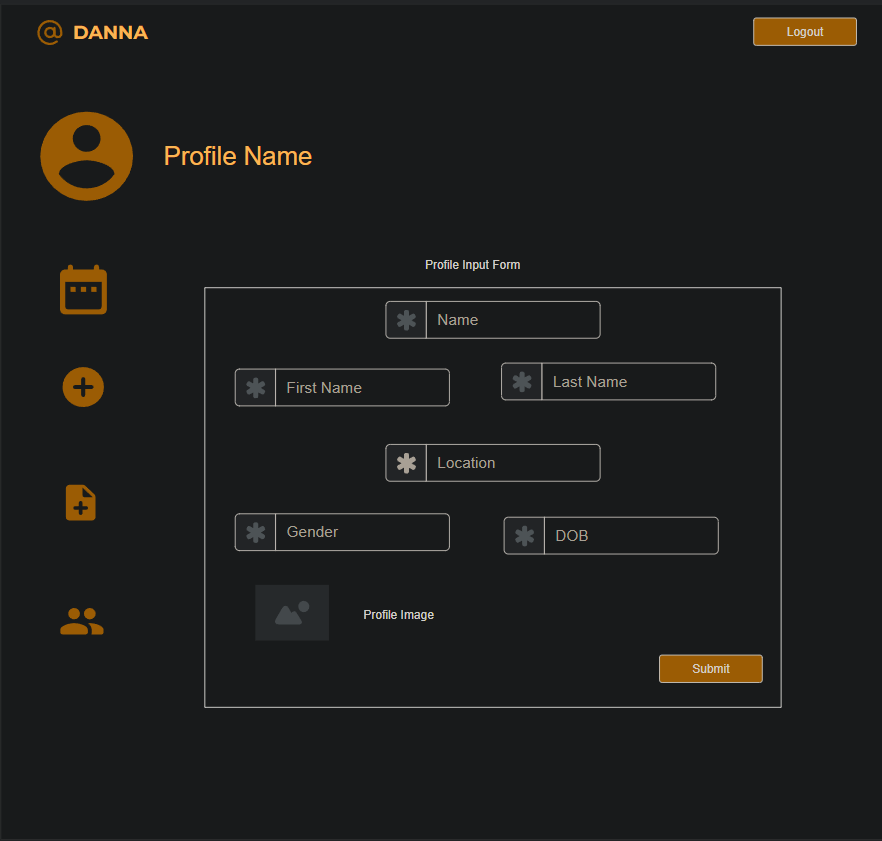 @ DANNA
Logout
Profile Name
Profile Input Form
Name
First Name
Last Name
Location
Gender
DOB
Profile Image
Submit